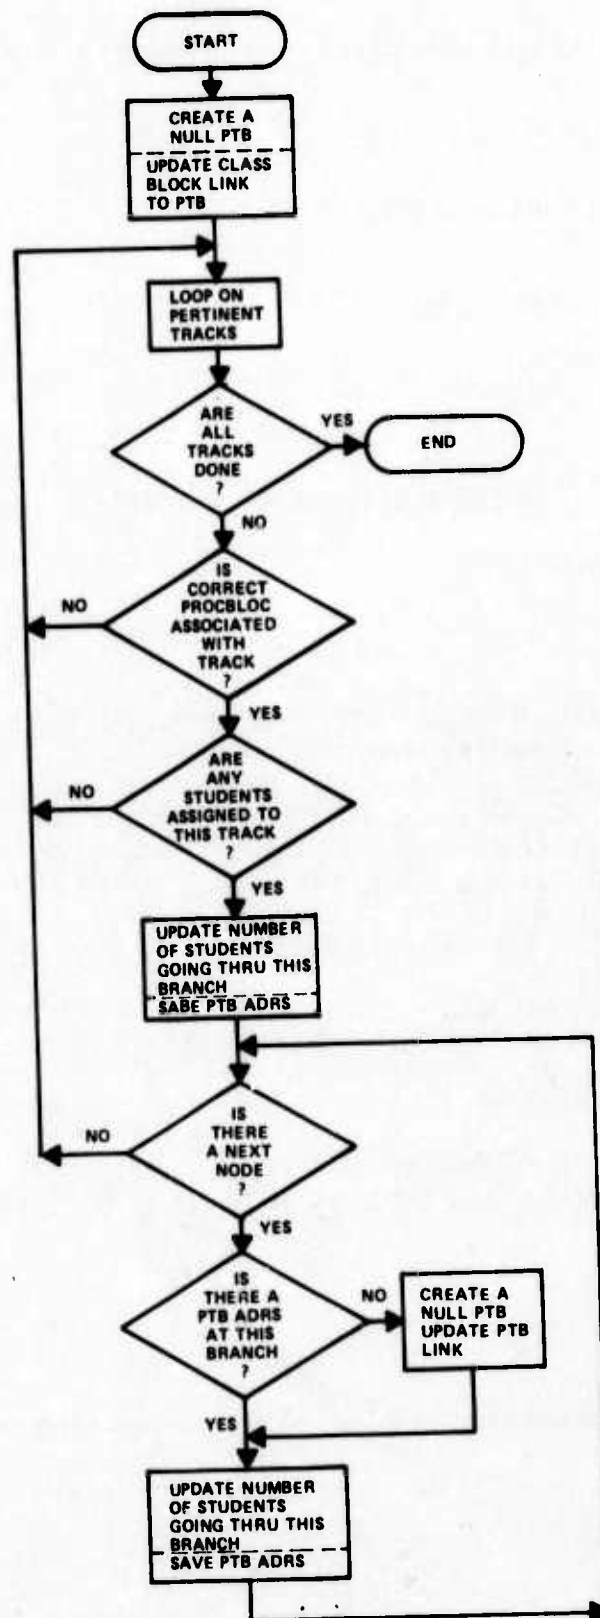 START
CREATE A
NULL PTB
UPDATE CLASS
BLOCK LINK
TO PTB
LOOP ON
PERTINENT
TRACKS
ARE
ALL
TRACKS
DONE
?
YES
END
NO
IS
CORRECT
PROCBLOC
ASSOCIATED
WITH
TRACK
?
NO
YES
ARE
ANY
STUDENTS
ASSIGNED TO
THIS TRACK
?
NO
YES
UPDATE NUMBER
OF STUDENTS
GOING THRU THIS
BRANCH
SABE PTB ADRS
IS
THERE
A NEXT
NODE
?
NO
YES
IS
THERE A
PTB ADRS
AT THIS
BRANCH
?
NO
CREATE A
NULL PTB
UPDATE PTB
LINK
YES
UPDATE NUMBER
OF STUDENTS
GOING THRU THIS
BRANCH
SAVE PTB ADRS